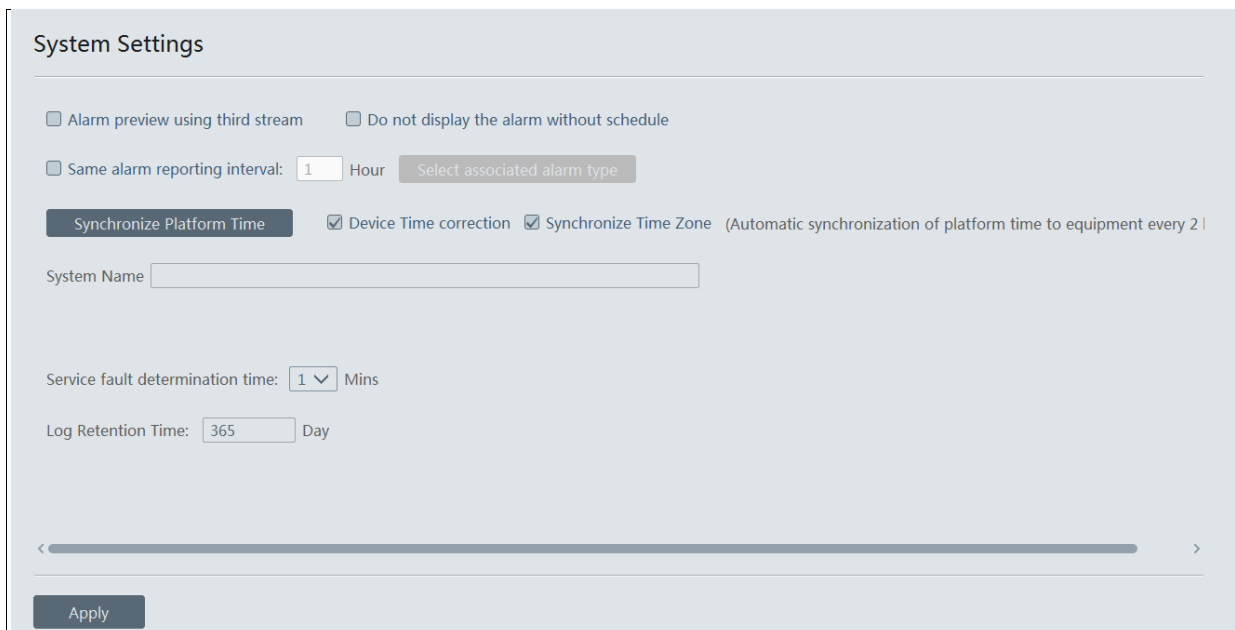 System Settings
Alarm preview using third stream Do not display the alarm without schedule
Same alarm reporting interval: 1 Hour Select associated alarm type
Synchronize Platform Time Device Time correction Synchronize Time Zone (Automatic synchronization of platform time to equipment every 2
System Name
Service fault determination time: 1 Mins
Log Retention Time: 365 Day
Apply